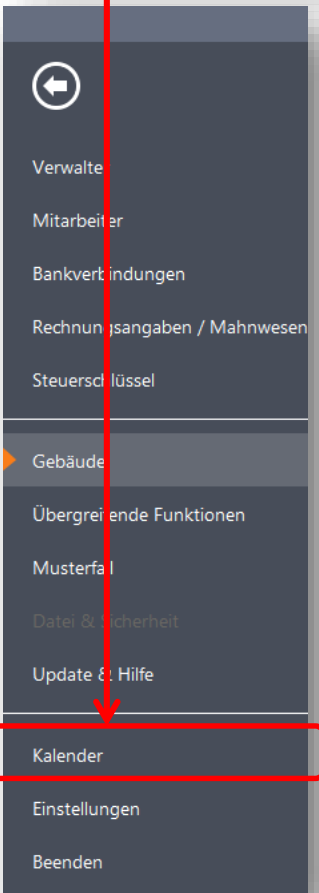 Verwalter
Mitarbeiter
Bankverbindungen
Rechnungsangaben / Mahnwesen
Steuerschlüssel
Gebäude
Übergreifende Funktionen
Musterfall
Datei & Sicherheit
Update & Hilfe
Kalender
Einstellungen
Beenden